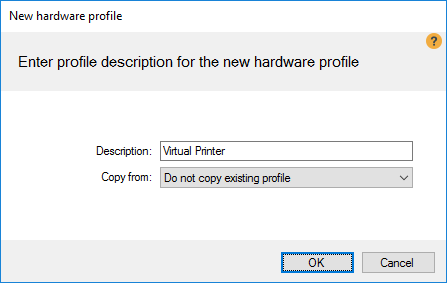 New hardware profile
?
Enter profile description for the new hardware profile
Description: Virtual Printer
Copy from: Do not copy existing profile
OK Cancel